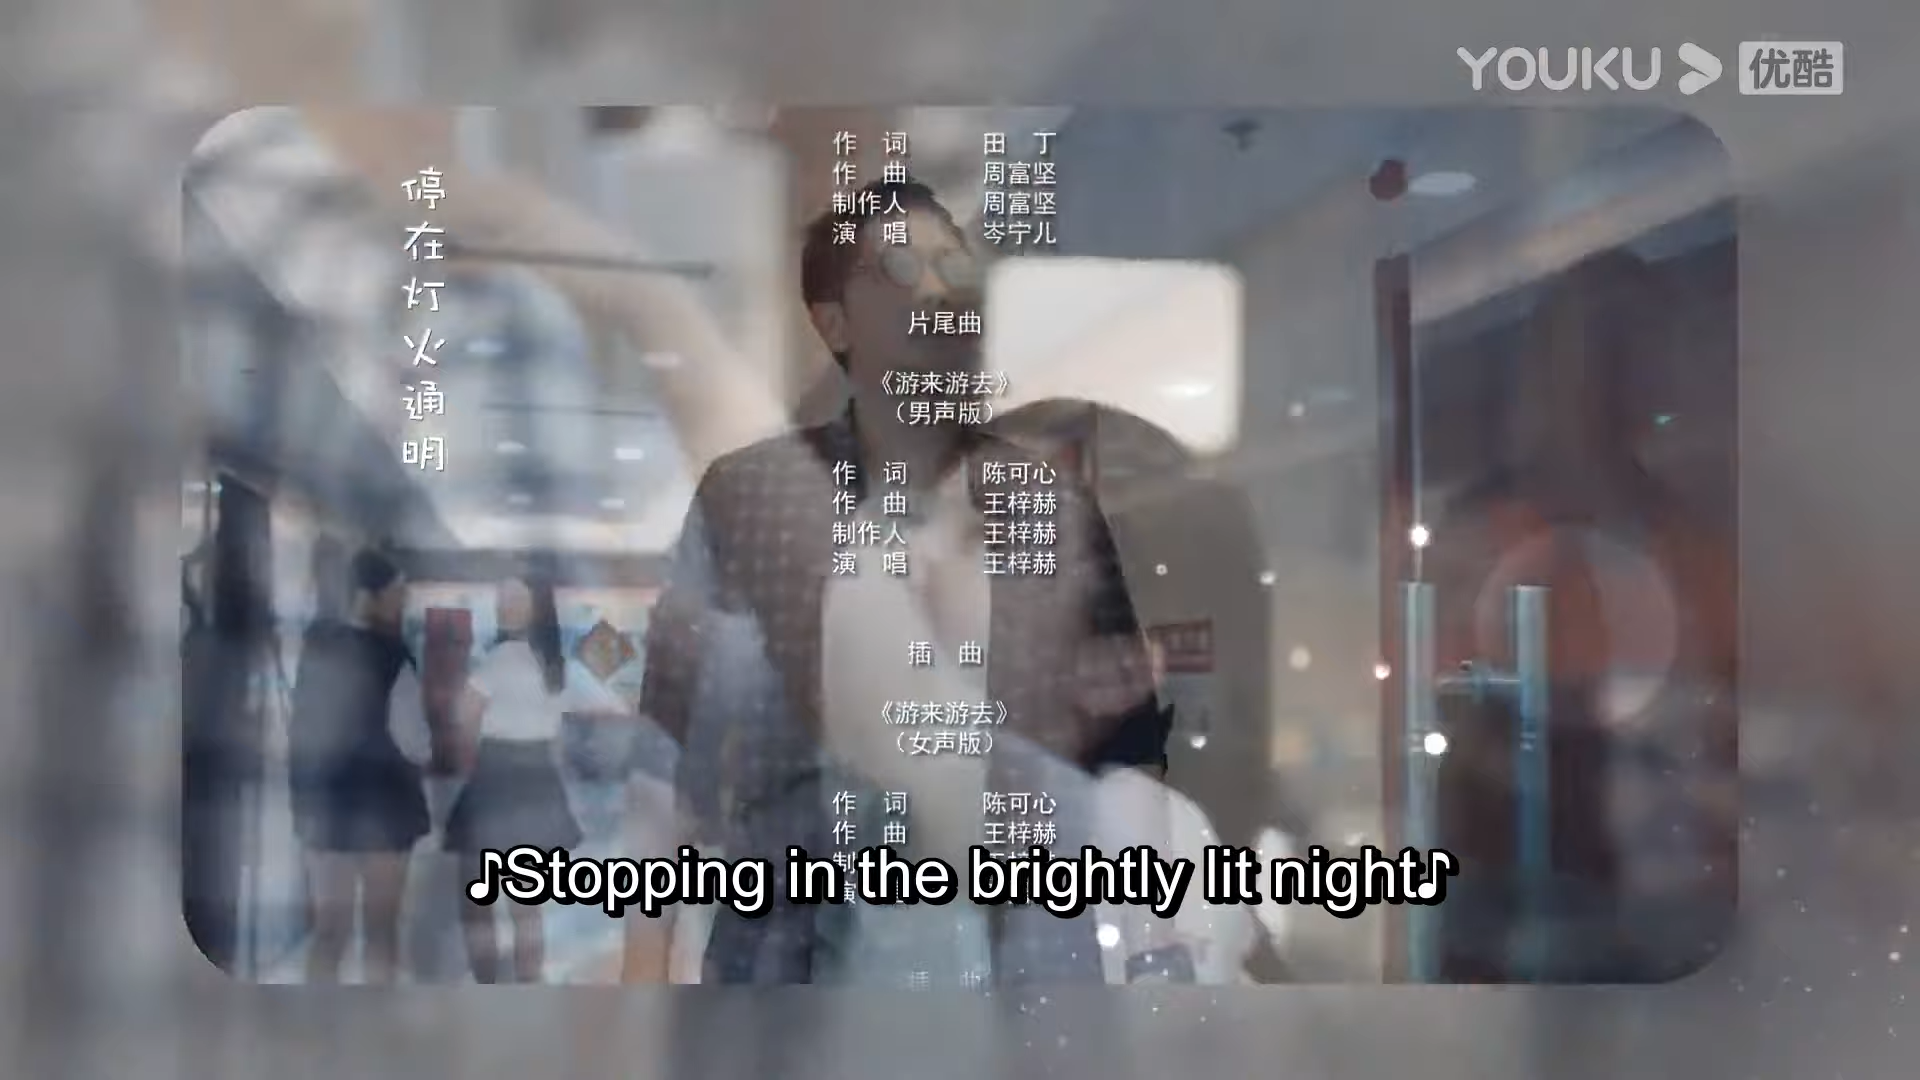 YOUKU 优酷
停在灯火通明
作 词 田 丁
作 曲 周富坚
制作人 周富坚
演 唱 岑宁儿
片尾曲
《游来游去》
（男声版）
作 词 陈可心
作 曲 王梓赫
制作人 王梓赫
演 唱 王梓赫
插 曲
《游来游去》
（女声版）
作 词 陈可心
作 曲 王梓赫
♪Stopping in the brightly lit night♪
插 曲